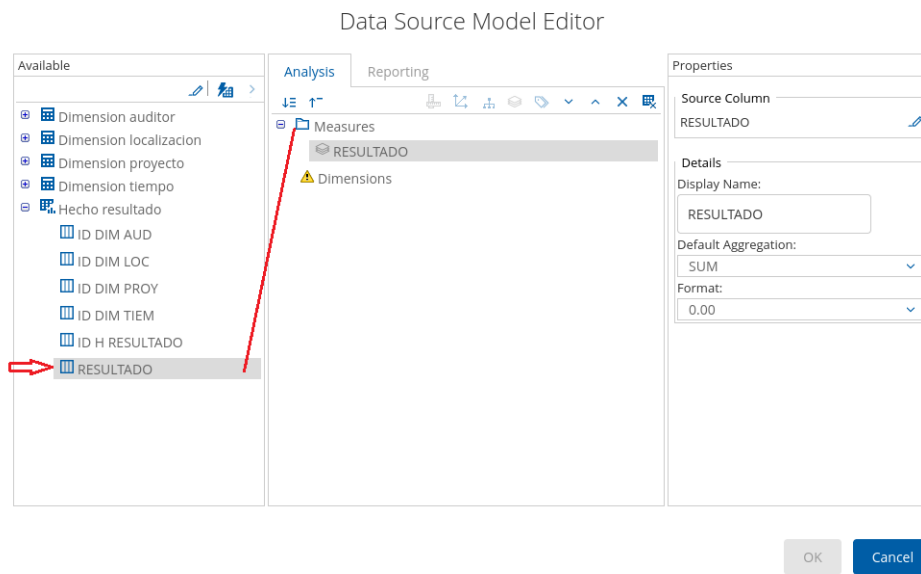 Data Source Model Editor
Available
Dimension auditor
Dimension localizacion
Dimension proyecto
Dimension tiempo
Hecho resultado
ID DIM AUD
ID DIM LOC
ID DIM PROY
ID DIM TIEM
ID H RESULTADO
RESULTADO
Analysis
Reporting
Measures
RESULTADO
Dimensions
Properties
Source Column
RESULTADO
Details
Display Name:
RESULTADO
Default Aggregation:
SUM
Format:
0.00
OK
Cancel